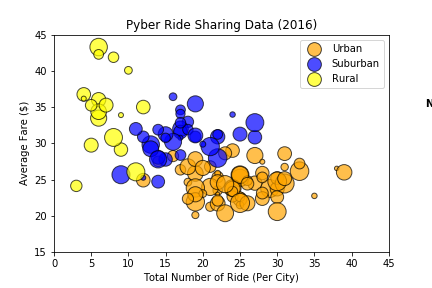 Pyber Ride Sharing Data (2016)
Urban
Suburban
Rural
N
Average Fare ($)
45
40
35
30
25
20
15
0 5 10 15 20 25 30 35 40 45
Total Number of Ride (Per City)